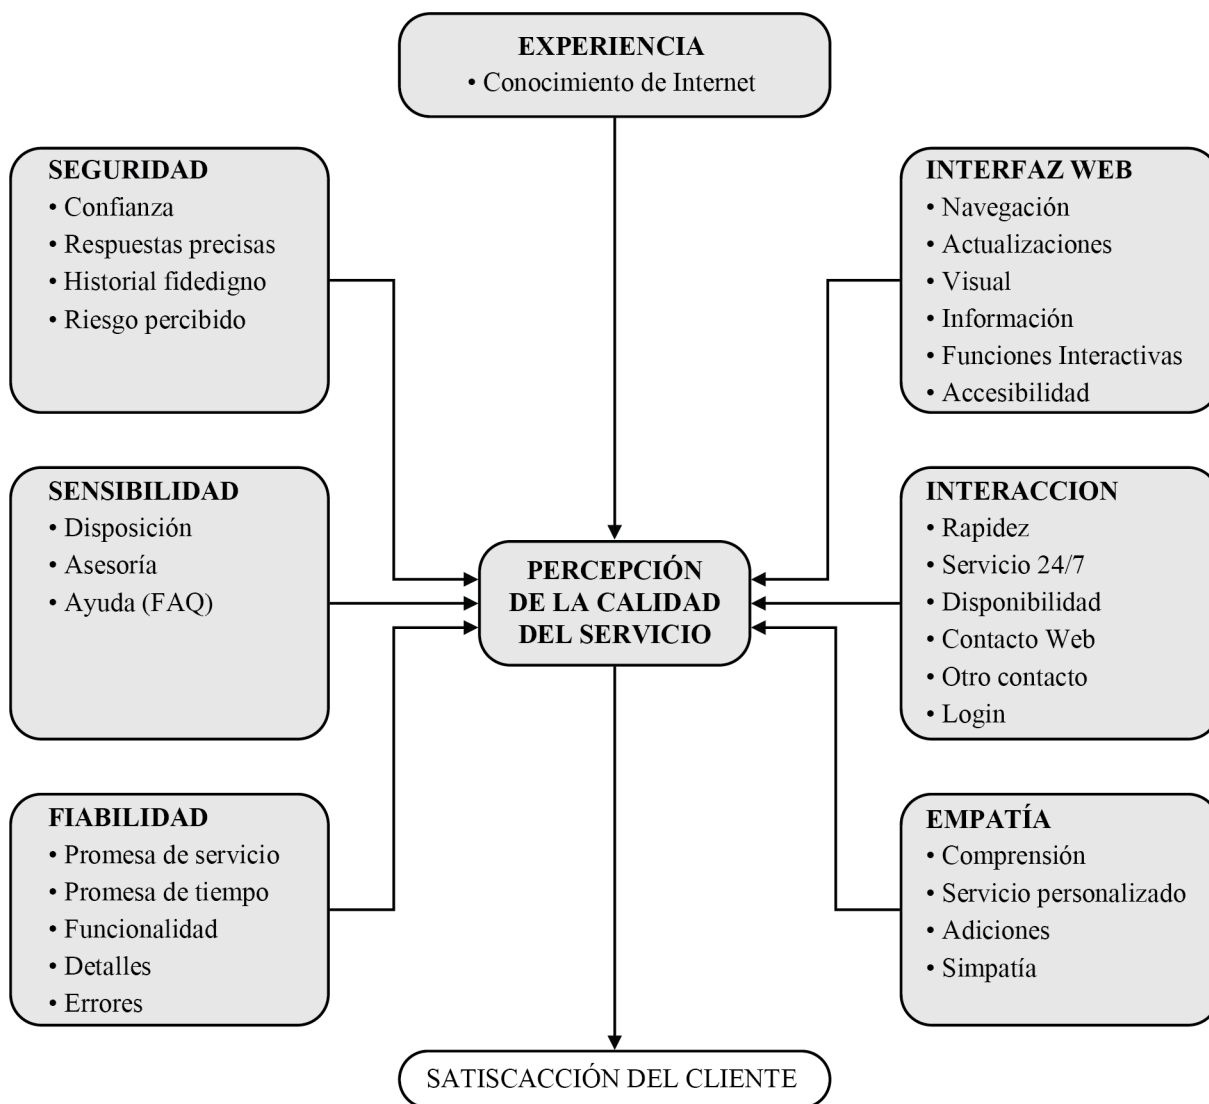 EXPERIENCIA
• Conocimiento de Internet
SEGURIDAD
• Confianza
• Respuestas precisas
• Historial fidedigno
• Riesgo percibido
INTERFAZ WEB
• Navegación
• Actualizaciones
• Visual
• Información
• Funciones Interactivas
• Accesibilidad
SENSIBILIDAD
• Disposición
• Asesoría
• Ayuda (FAQ)
PERCEPCIÓN
DE LA CALIDAD
DEL SERVICIO
INTERACCION
• Rapidez
• Servicio 24/7
• Disponibilidad
• Contacto Web
• Otro contacto
• Login
FIABILIDAD
• Promesa de servicio
• Promesa de tiempo
• Funcionalidad
• Detalles
• Errores
EMPATÍA
• Comprensión
• Servicio personalizado
• Adiciones
• Simpatía
SATISCACCIÓN DEL CLIENTE